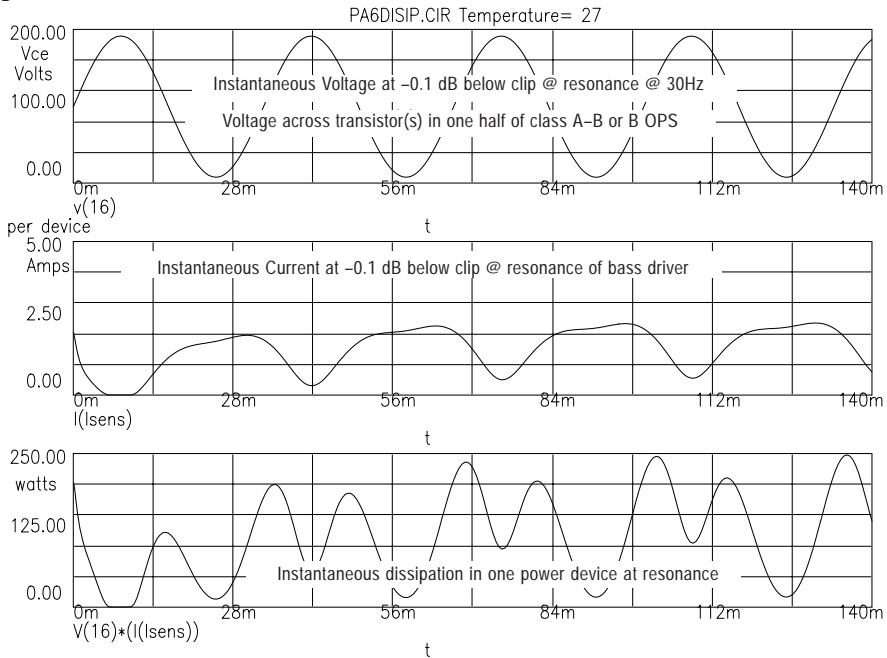 PA6DISIP.CIR Temperature= 27
200.00
Vce
Volts
100.00
0.00
Instantaneous Voltage at –0.1 dB below clip @ resonance @ 30Hz
Voltage across transistor(s) in one half of class A–B or B OPS
0m 28m 56m 84m 112m 140m
v(16)
t
per device
5.00
Amps
2.50
0.00
Instantaneous Current at –0.1 dB below clip @ resonance of bass driver
0m 28m 56m 84m 112m 140m
I(Isens)
t
250.00
watts
125.00
0.00
Instantaneous dissipation in one power device at resonance
0m 28m 56m 84m 112m 140m
V(16)*(I(Isens))
t